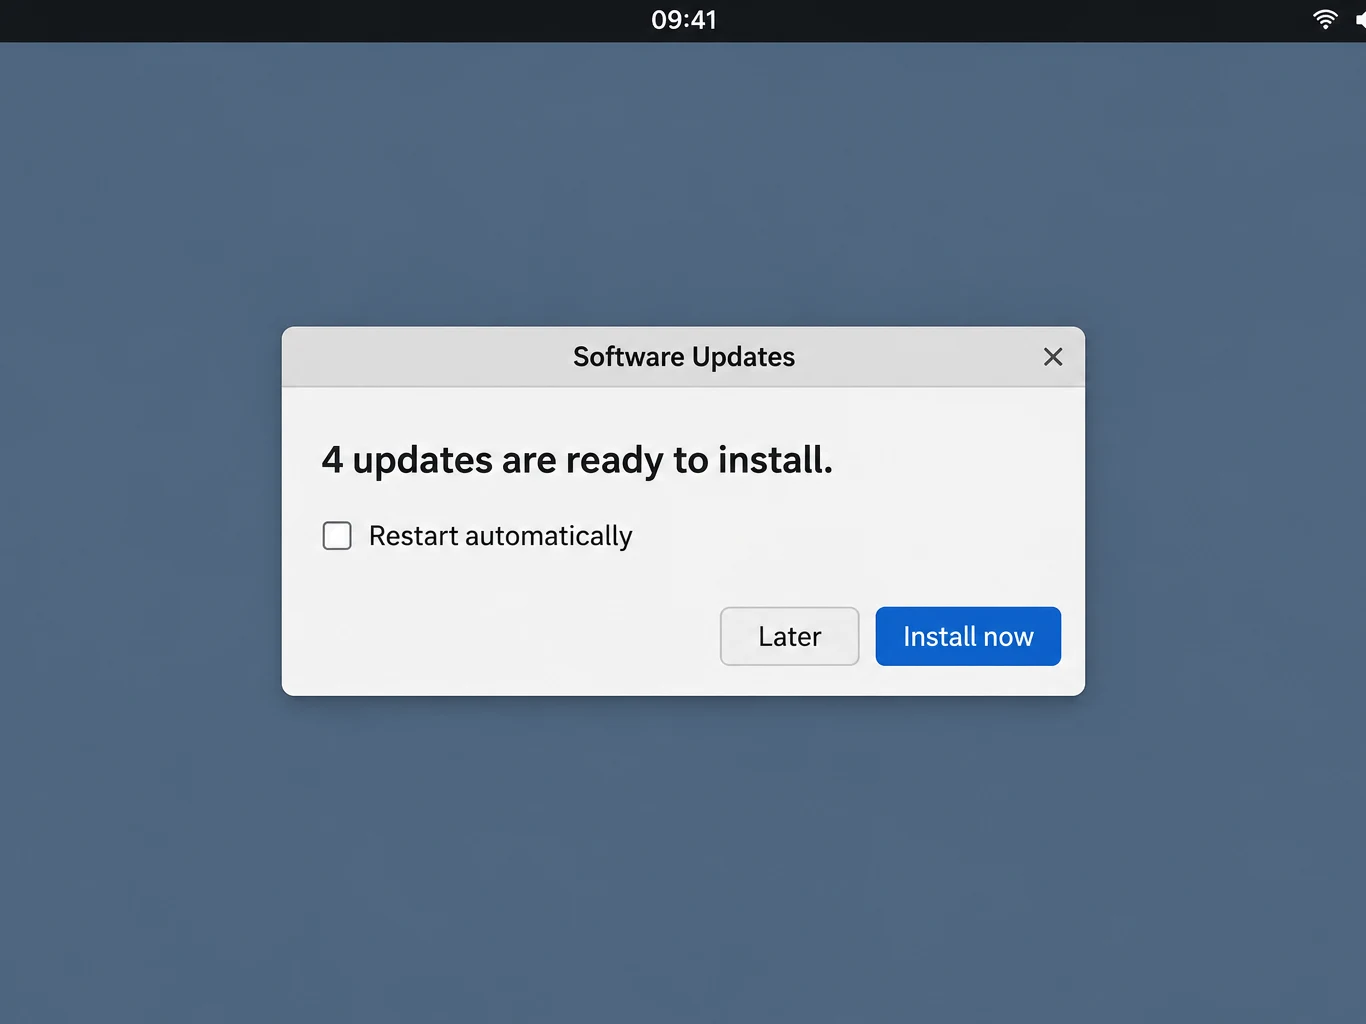 09:41
Software Updates
4 updates are ready to install.
Restart automatically
Later
Install now